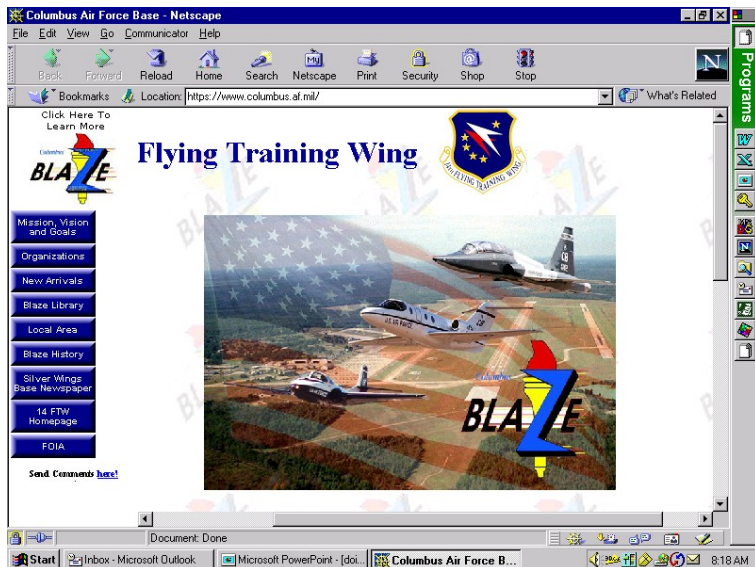 Columbus Air Force Base - Netscape
File Edit View Go Communicator Help
Back Forward Reload Home Search Netscape Print Security Shop Stop
N
Bookmarks Location: https://www.columbus.af.mil/ What's Related
Programs
Click Here To
Learn More
Columbus
BLAZE
Flying Training Wing
14th FLYING TRAINING WING
Mission, Vision
and Goals
Organizations
New Arrivals
Blaze Library
Local Area
Blaze History
Silver Wings
Base Newspaper
14 FTW
Homepage
FOIA
Send Comments here!
CB
U.S. AIR FORCE
Columbus
BLAZE
Document: Done
Start Inbox - Microsoft Outlook Microsoft PowerPoint - [doi... Columbus Air Force B... 8:18 AM